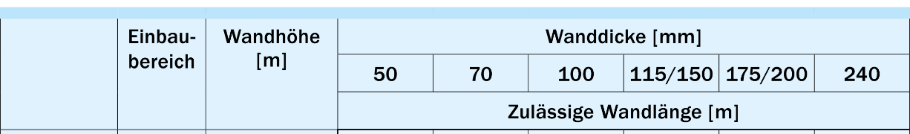 Einbau-
bereich
Wandhöhe
[m]
Wanddicke [mm]
50 70 100 115/150 175/200 240
Zulässige Wandlänge [m]